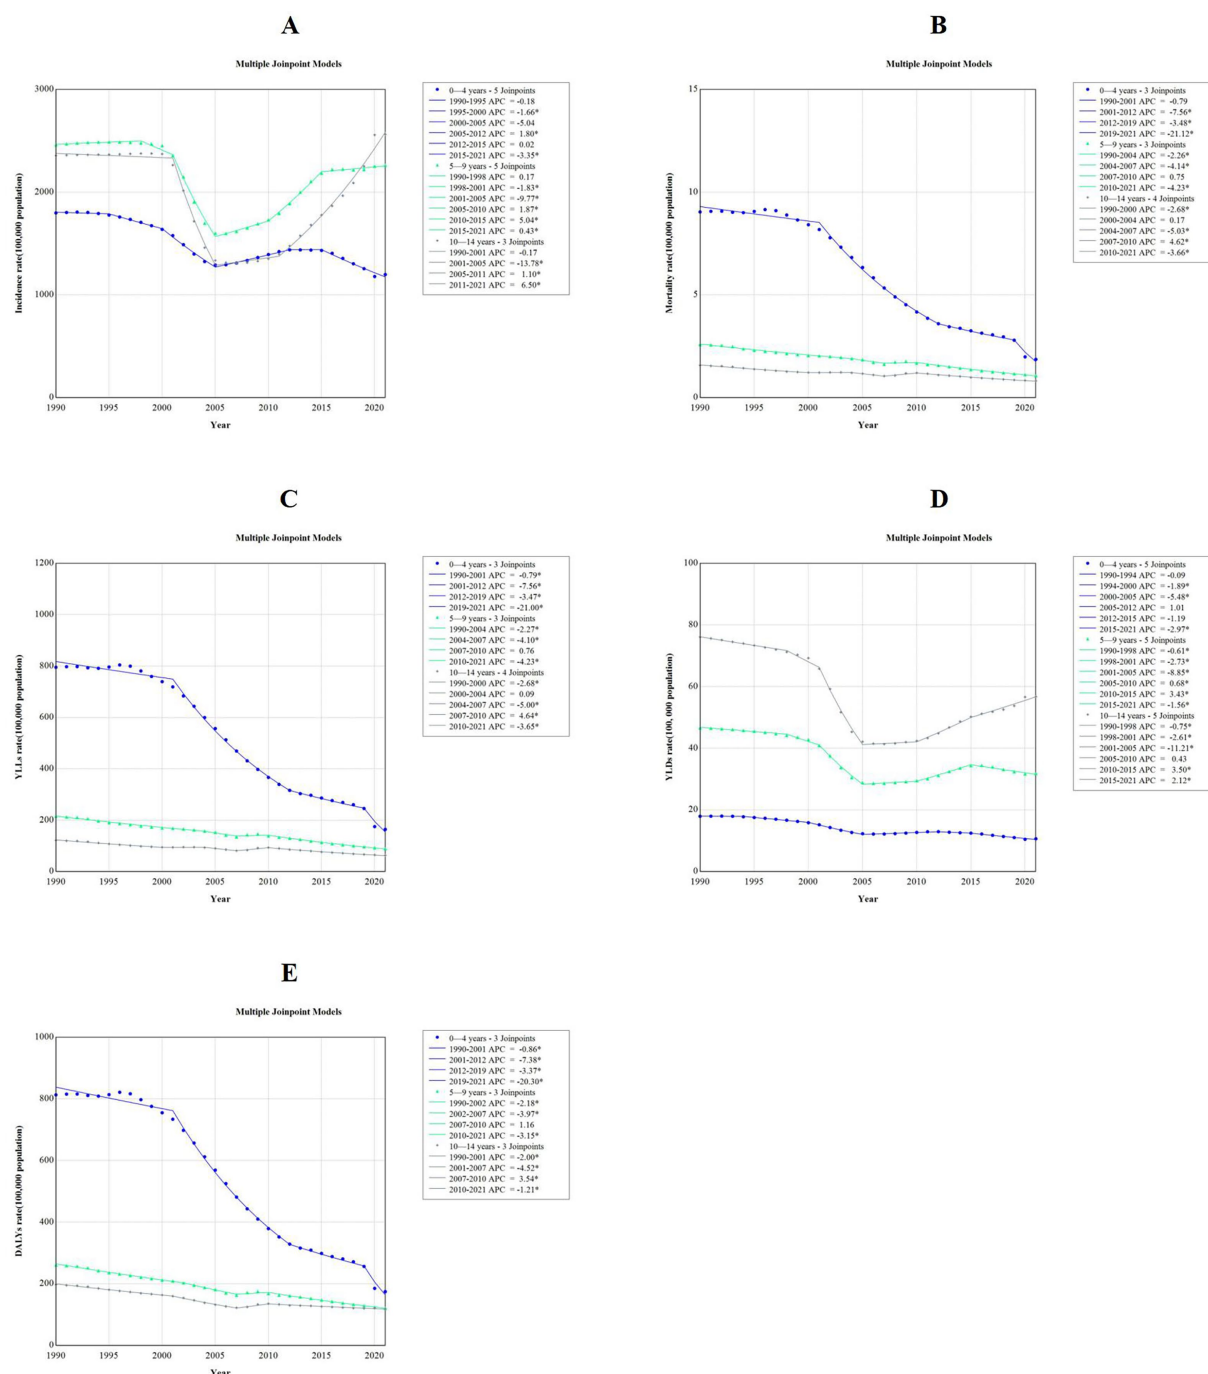 A
Multiple Joinpoint Models
Incidence rate(100,000 population)
3000
2000
1000
0
1990
1995
2000
2005
2010
2015
2020
Year
0—4 years - 5 Joinpoints
1990-1995 APC = -0.18
1995-2000 APC = -1.66*
2000-2005 APC = -5.04
2005-2012 APC = 1.80*
2012-2015 APC = 0.02
2015-2021 APC = -3.35*
5—9 years - 5 Joinpoints
1990-1998 APC = 0.17
1998-2001 APC = -1.83*
2001-2005 APC = -9.77*
2005-2010 APC = 1.87*
2010-2015 APC = 5.04*
2015-2021 APC = 0.43*
10—14 years - 3 Joinpoints
1990-2001 APC = -0.17
2001-2005 APC = -13.78*
2005-2011 APC = 1.10*
2011-2021 APC = 6.50*
B
Multiple Joinpoint Models
Mortality rate(100,000 population)
15
10
5
0
1990
1995
2000
2005
2010
2015
2020
Year
0—4 years - 3 Joinpoints
1990-2001 APC = -0.79
2001-2012 APC = -7.56*
2012-2019 APC = -3.48*
2019-2021 APC = -21.12*
5—9 years - 3 Joinpoints
1990-2004 APC = -2.26*
2004-2007 APC = -4.14*
2007-2010 APC = 0.75
2010-2021 APC = -4.23*
10—14 years - 4 Joinpoints
1990-2000 APC = -2.68*
2000-2004 APC = 0.17
2004-2007 APC = -5.03*
2007-2010 APC = 4.62*
2010-2021 APC = -3.66*
C
Multiple Joinpoint Models
YLLs rate(100,000 population)
1200
1000
800
600
400
200
0
1990
1995
2000
2005
2010
2015
2020
Year
0—4 years - 3 Joinpoints
1990-2001 APC = -0.79*
2001-2012 APC = -7.56*
2012-2019 APC = -3.47*
2019-2021 APC = -21.00*
5—9 years - 3 Joinpoints
1990-2004 APC = -2.27*
2004-2007 APC = -4.10*
2007-2010 APC = 0.76
2010-2021 APC = -4.23*
10—14 years - 4 Joinpoints
1990-2000 APC = -2.68*
2000-2004 APC = 0.09
2004-2007 APC = -5.00*
2007-2010 APC = 4.64*
2010-2021 APC = -3.65*
D
Multiple Joinpoint Models
YLDs rate(100, 000 population)
100
80
60
40
20
0
1990
1995
2000
2005
2010
2015
2020
Year
0—4 years - 5 Joinpoints
1990-1994 APC = -0.09
1994-2000 APC = -1.89*
2000-2005 APC = -5.48*
2005-2012 APC = 1.01
2012-2015 APC = -1.19
2015-2021 APC = -2.97*
5—9 years - 5 Joinpoints
1990-1998 APC = -0.61*
1998-2001 APC = -2.73*
2001-2005 APC = -8.85*
2005-2010 APC = 0.68*
2010-2015 APC = 3.43*
2015-2021 APC = -1.56*
10—14 years - 5 Joinpoints
1990-1998 APC = -0.75*
1998-2001 APC = -2.61*
2001-2005 APC = -11.21*
2005-2010 APC = 0.43
2010-2015 APC = 3.50*
2015-2021 APC = 2.12*
E
Multiple Joinpoint Models
DALYs rate(100,000 population)
1000
800
600
400
200
0
1990
1995
2000
2005
2010
2015
2020
Year
0—4 years - 3 Joinpoints
1990-2001 APC = -0.86*
2001-2012 APC = -7.38*
2012-2019 APC = -3.37*
2019-2021 APC = -20.30*
5—9 years - 3 Joinpoints
1990-2002 APC = -2.18*
2002-2007 APC = -3.97*
2007-2010 APC = 1.16
2010-2021 APC = -3.15*
10—14 years - 3 Joinpoints
1990-2001 APC = -2.00*
2001-2007 APC = -4.52*
2007-2010 APC = 3.54*
2010-2021 APC = -1.21*